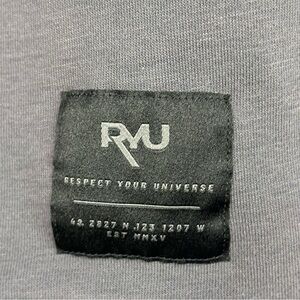 RYU
RESPECT YOUR UNIVERSE
49. 2827 N .123 1207 W
EST MMXV